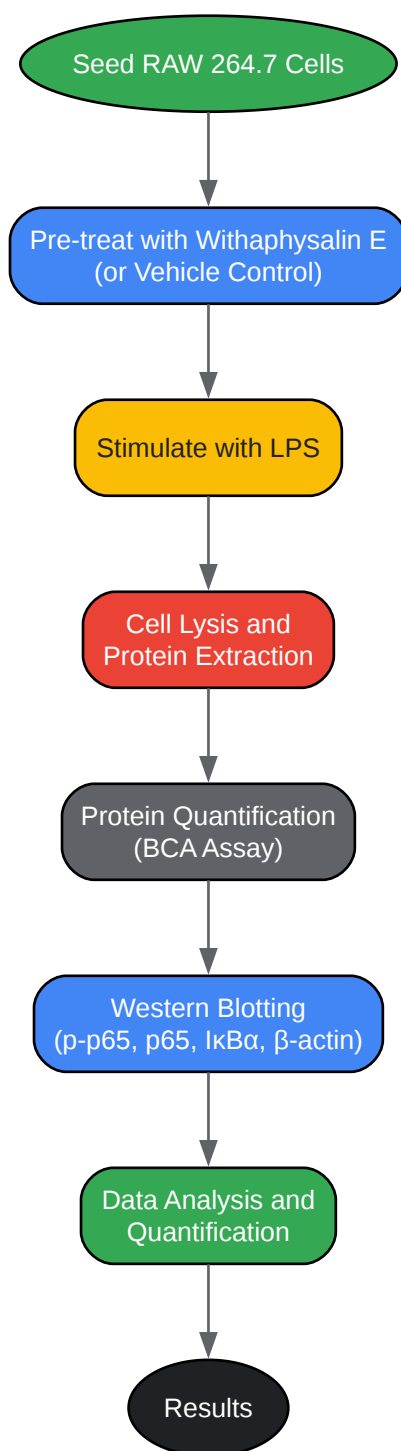 Seed RAW 264.7 Cells
Pre-treat with Withaphysalin E
(or Vehicle Control)
Stimulate with LPS
Cell Lysis and
Protein Extraction
Protein Quantification
(BCA Assay)
Western Blotting
(p-p65, p65, IκBα, β-actin)
Data Analysis and
Quantification
Results